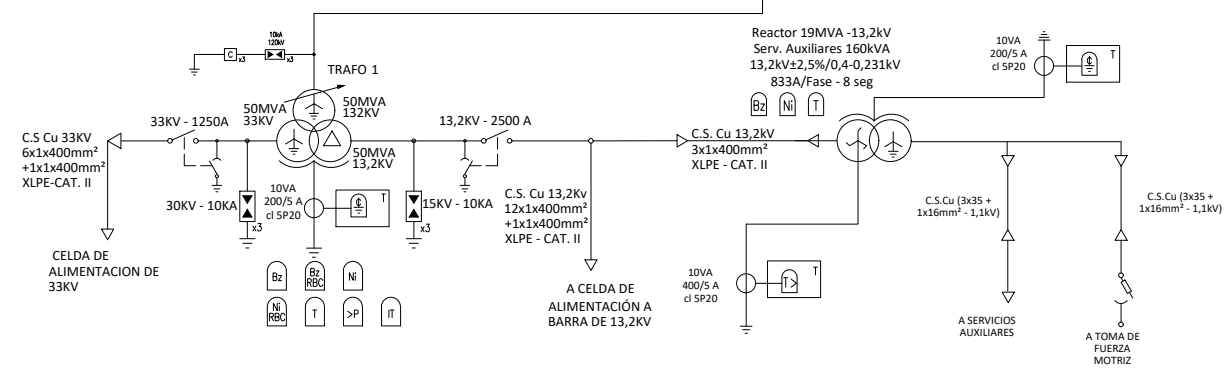 10kA
120kV
C
x3
x3
TRAFO 1
50MVA
132KV
50MVA
33KV
50MVA
13,2KV
33KV - 1250A
C.S Cu 33KV
6x1x400mm²
+1x1x400mm²
XLPE-CAT. II
30KV - 10KA
x3
10VA
200/5 A
cl 5P20
T
CELDA DE
ALIMENTACION DE
33KV
Bz
Bz
RBC
Ni
Ni
RBC
T
>P
IT
13,2KV - 2500 A
15KV - 10KA
x3
C.S. Cu 13,2Kv
12x1x400mm²
+1x1x400mm²
XLPE - CAT. II
A CELDA DE
ALIMENTACIÓN A
BARRA DE 13,2KV
C.S. Cu 13,2kV
3x1x400mm²
XLPE - CAT. II
Reactor 19MVA -13,2kV
Serv. Auxiliares 160kVA
13,2kV±2,5%/0,4-0,231kV
833A/Fase - 8 seg
Bz
Ni
T
10VA
200/5 A
cl 5P20
T
10VA
400/5 A
cl 5P20
T>
T
C.S.Cu (3x35 +
1x16mm² - 1,1kV)
A SERVICIOS
AUXILIARES
C.S.Cu (3x35 +
1x16mm² - 1,1kV)
A TOMA DE
FUERZA
MOTRIZ